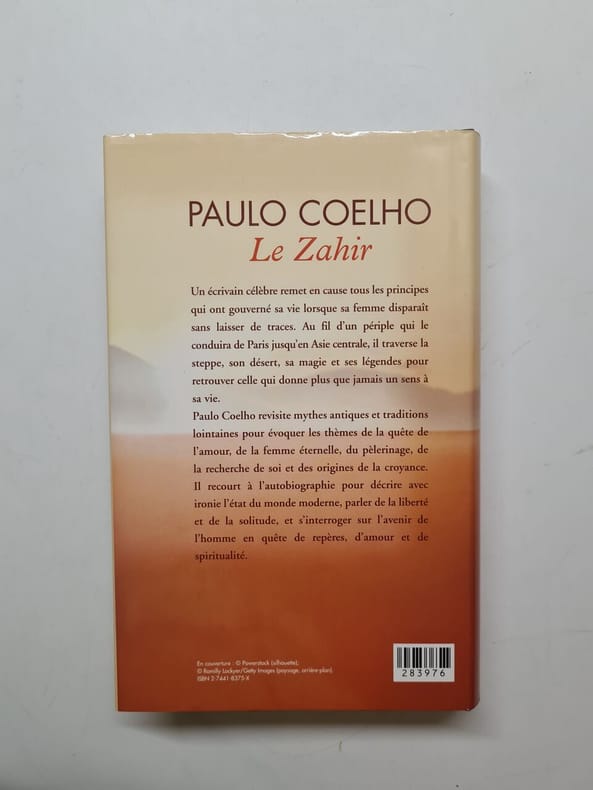 PAULO COELHO
Le Zahir
Un écrivain célèbre remet en cause tous les principes
qui ont gouverné sa vie lorsque sa femme disparaît
sans laisser de traces. Au fil d'un périple qui le
conduira de Paris jusqu'en Asie centrale, il traverse la
steppe, son désert, sa magie et ses légendes pour
retrouver celle qui donne plus que jamais un sens à
sa vie.
Paulo Coelho revisite mythes antiques et traditions
lointaines pour évoquer les thèmes de la quête de
l'amour, de la femme éternelle, du pèlerinage, de
la recherche de soi et des origines de la croyance.
Il recourt à l'autobiographie pour décrire avec
ironie l'état du monde moderne, parler de la liberté
et de la solitude, et s'interroger sur l'avenir de
l'homme en quête de repères, d'amour et de
spiritualité.
En couverture : © Powerstock (silhouette);
© Romilly Lockyer/Getty Images (paysage, arrière-plan).
ISBN 2-7441-8375-X
283976